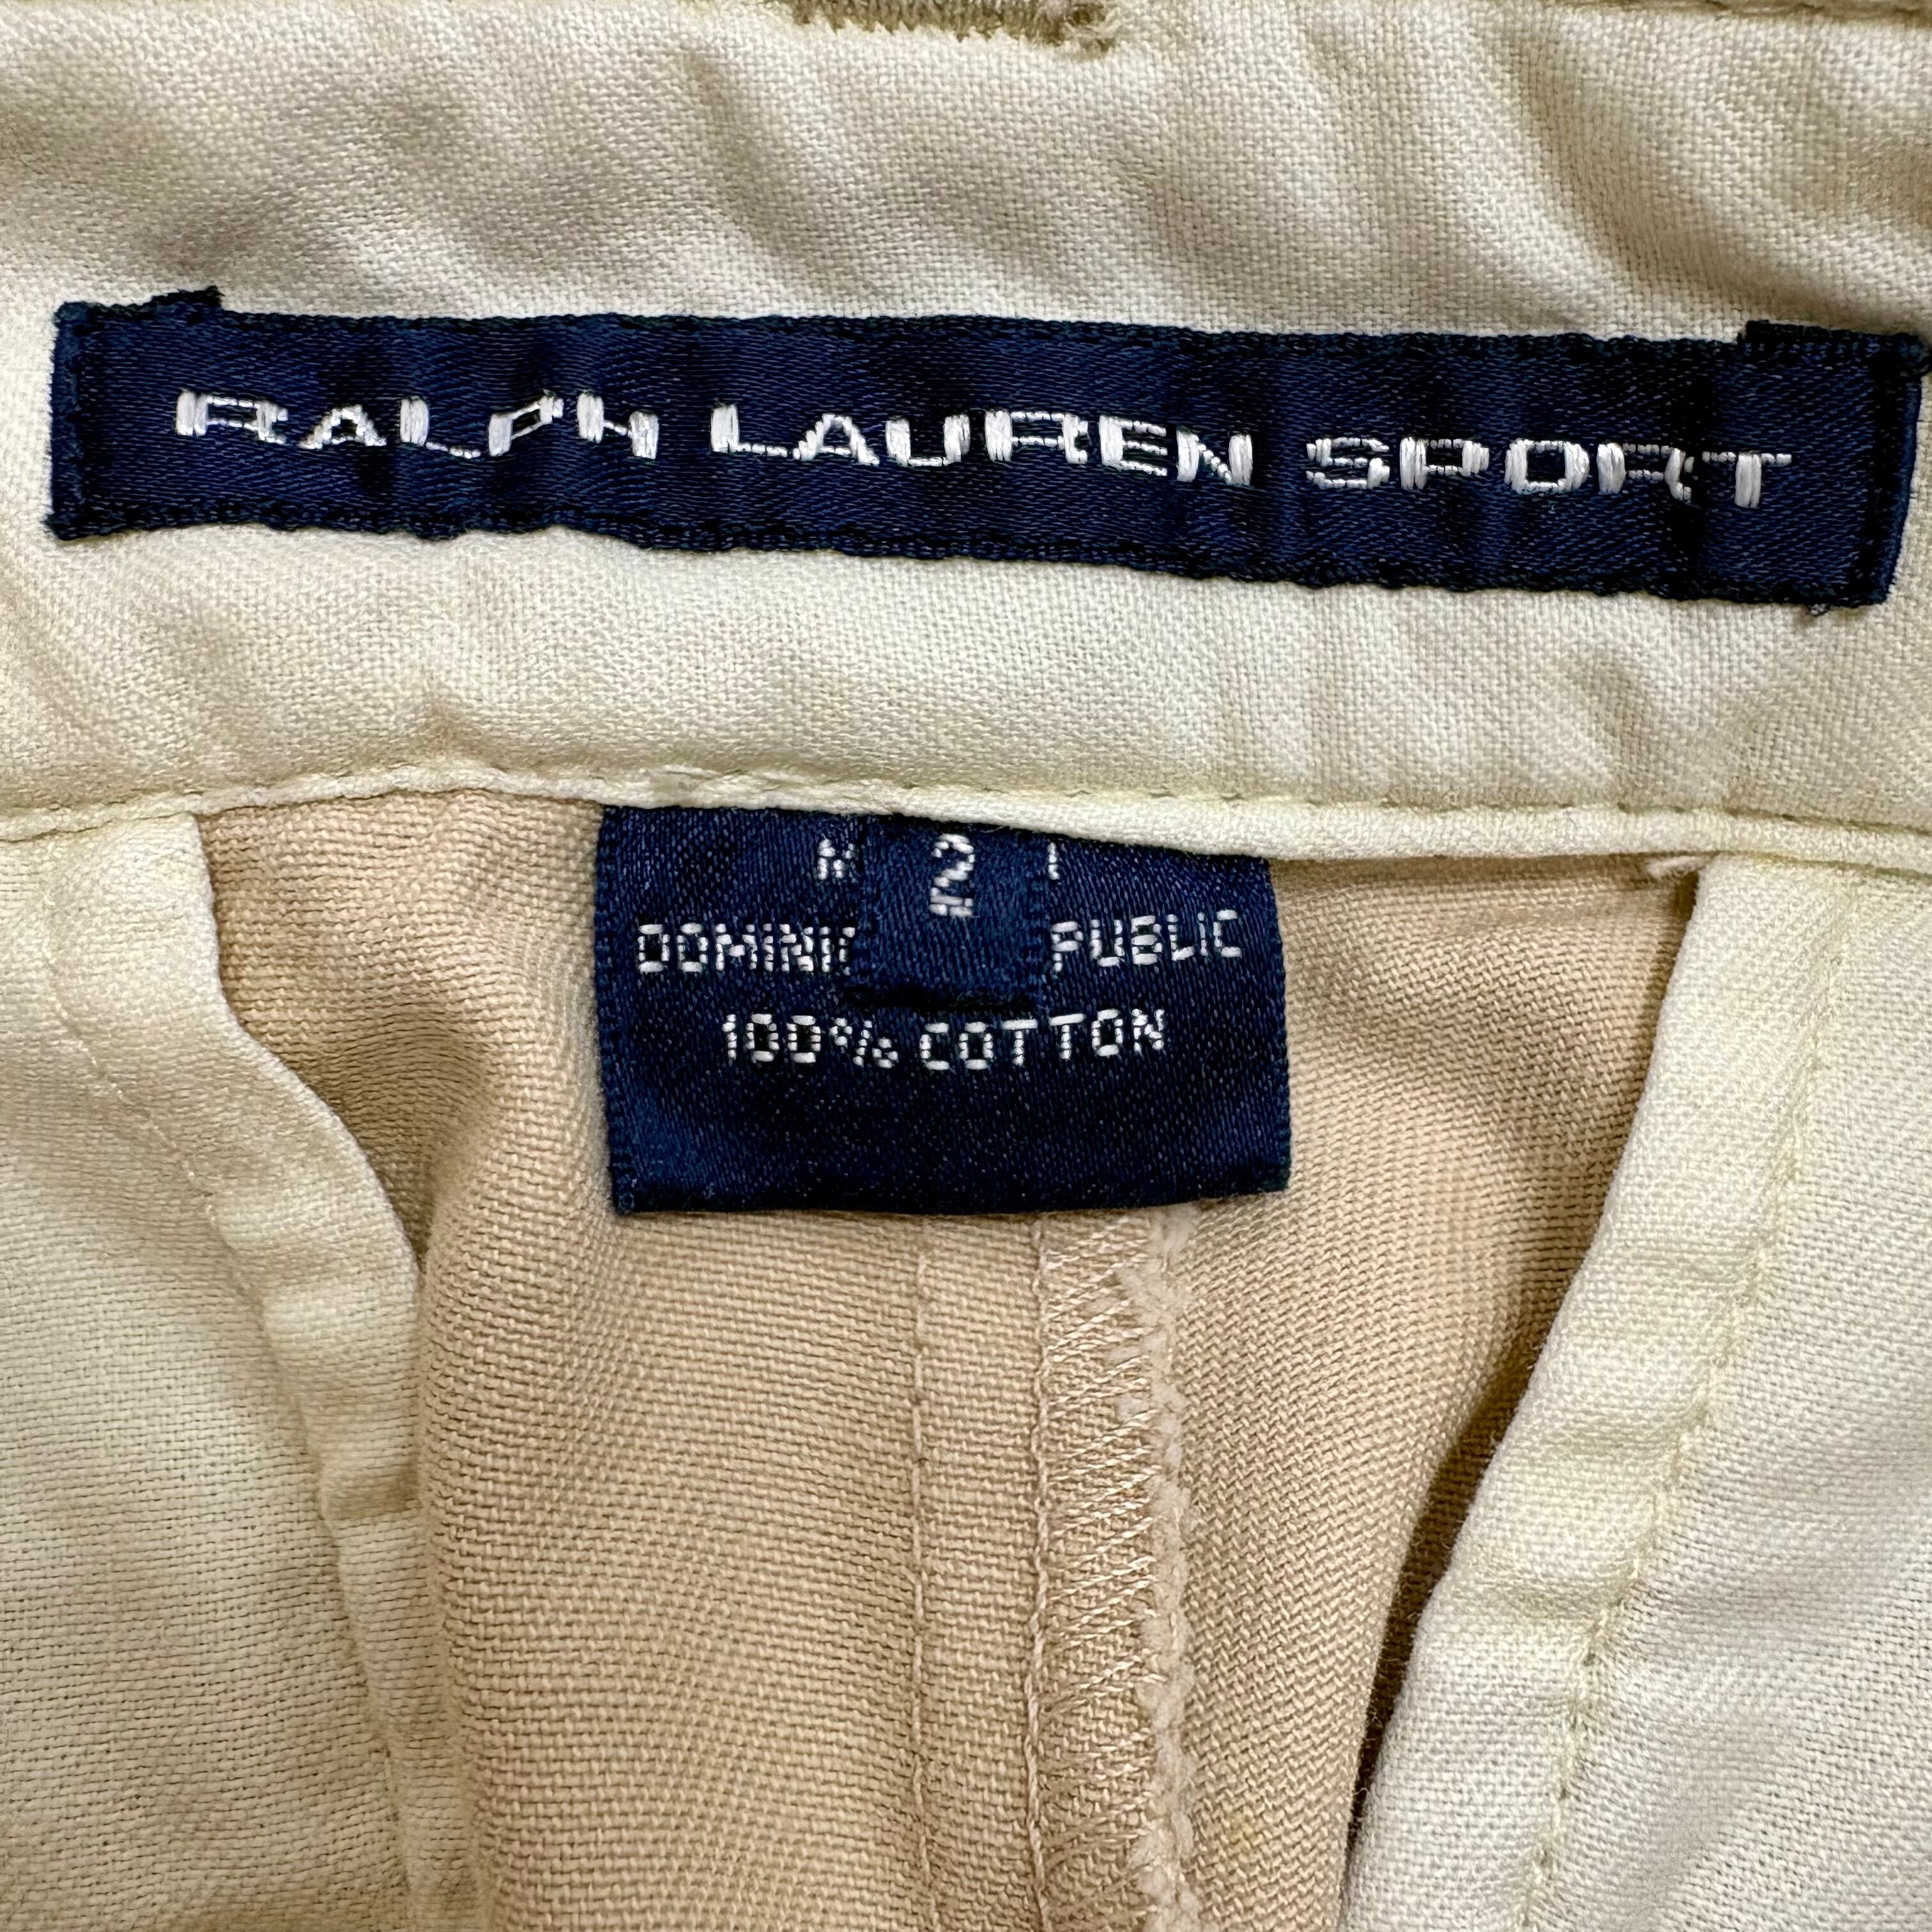 RALPH LAUREN SPORT
2
DOMINI PUBLIC
100% COTTON